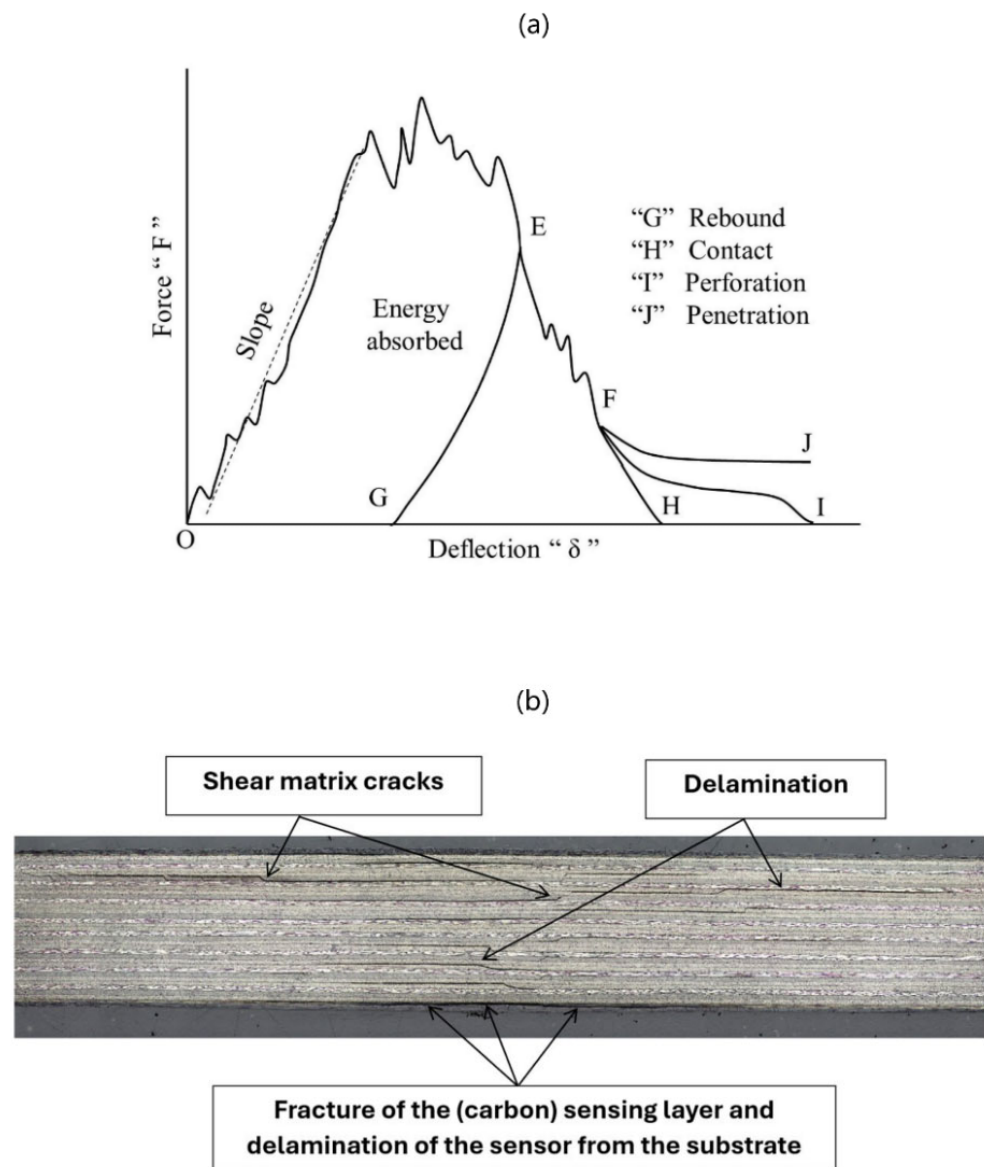 (a)
Force “ F ”
Slope
Energy
absorbed
E
“G” Rebound
“H” Contact
“I” Perforation
“J” Penetration
F
J
G
H
I
O
Deflection “ δ ”
(b)
Shear matrix cracks
Delamination
Fracture of the (carbon) sensing layer and
delamination of the sensor from the substrate